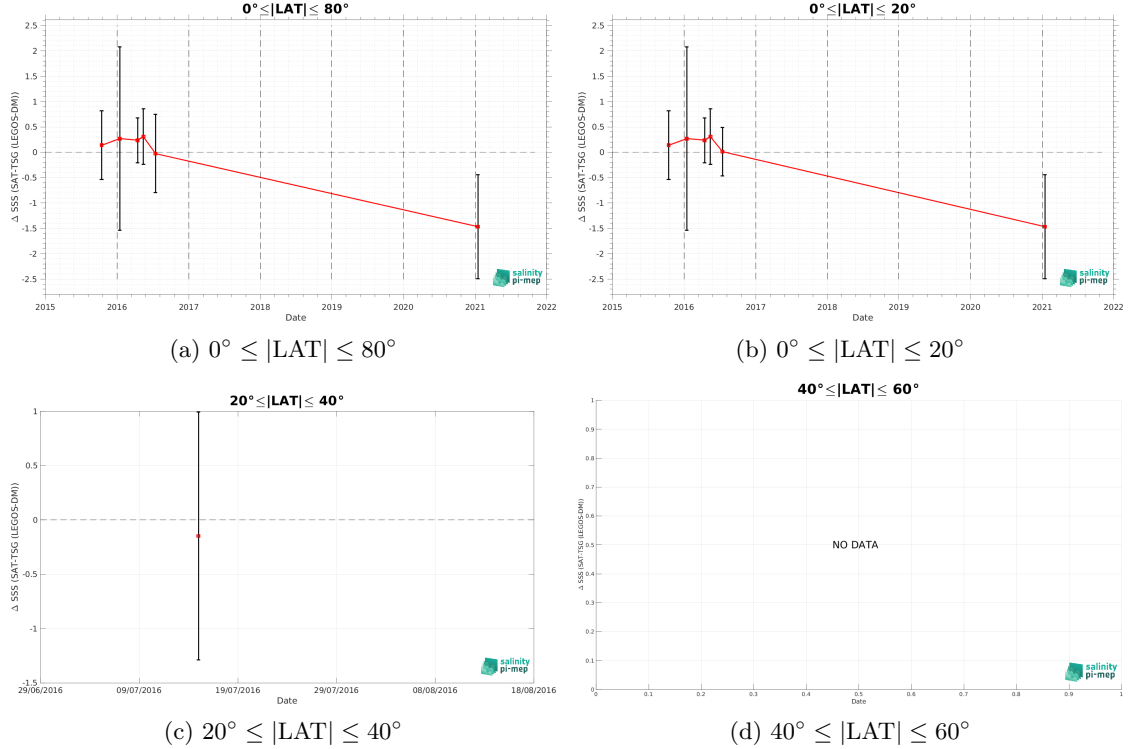 0°≤|LAT|≤ 80°
Δ SSS (SAT-TSG (LEGOS-DM))
2.5
2
1.5
1
0.5
0
-0.5
-1
-1.5
-2
-2.5
2015 2016 2017 2018 2019 2020 2021 2022
Date
salinity
pi-mep
(a) 0° ≤ |LAT| ≤ 80°
0°≤|LAT|≤ 20°
Δ SSS (SAT-TSG (LEGOS-DM))
2.5
2
1.5
1
0.5
0
-0.5
-1
-1.5
-2
-2.5
2015 2016 2017 2018 2019 2020 2021 2022
Date
salinity
pi-mep
(b) 0° ≤ |LAT| ≤ 20°
20°≤|LAT|≤ 40°
Δ SSS (SAT-TSG (LEGOS-DM))
1
0.5
0
-0.5
-1
-1.5
29/06/2016 09/07/2016 19/07/2016 29/07/2016 08/08/2016 18/08/2016
Date
salinity
pi-mep
(c) 20° ≤ |LAT| ≤ 40°
40°≤|LAT|≤ 60°
Δ SSS (SAT-TSG (LEGOS-DM))
1
0.9
0.8
0.7
0.6
0.5
0.4
0.3
0.2
0.1
0
NO DATA
0 0.1 0.2 0.3 0.4 0.5 0.6 0.7 0.8 0.9 1
Date
salinity
pi-mep
(d) 40° ≤ |LAT| ≤ 60°